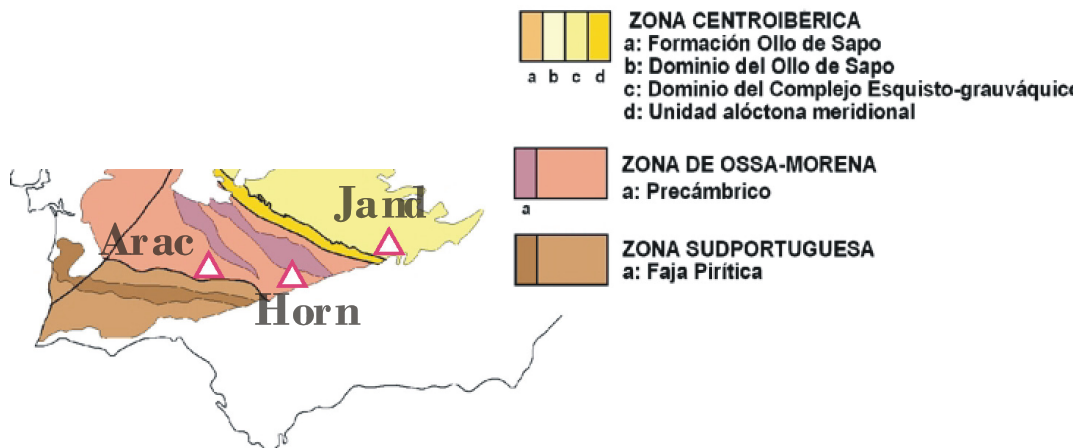 ZONA CENTROIBÉRICA
a: Formación Ollo de Sapo
b: Dominio del Ollo de Sapo
c: Dominio del Complejo Esquisto-grauváquico
d: Unidad alóctona meridional
a b c d
ZONA DE OSSA-MORENA
a: Precámbrico
a
ZONA SUDPORTUGUESA
a: Faja Pirítica
Jand
Arac
Horn